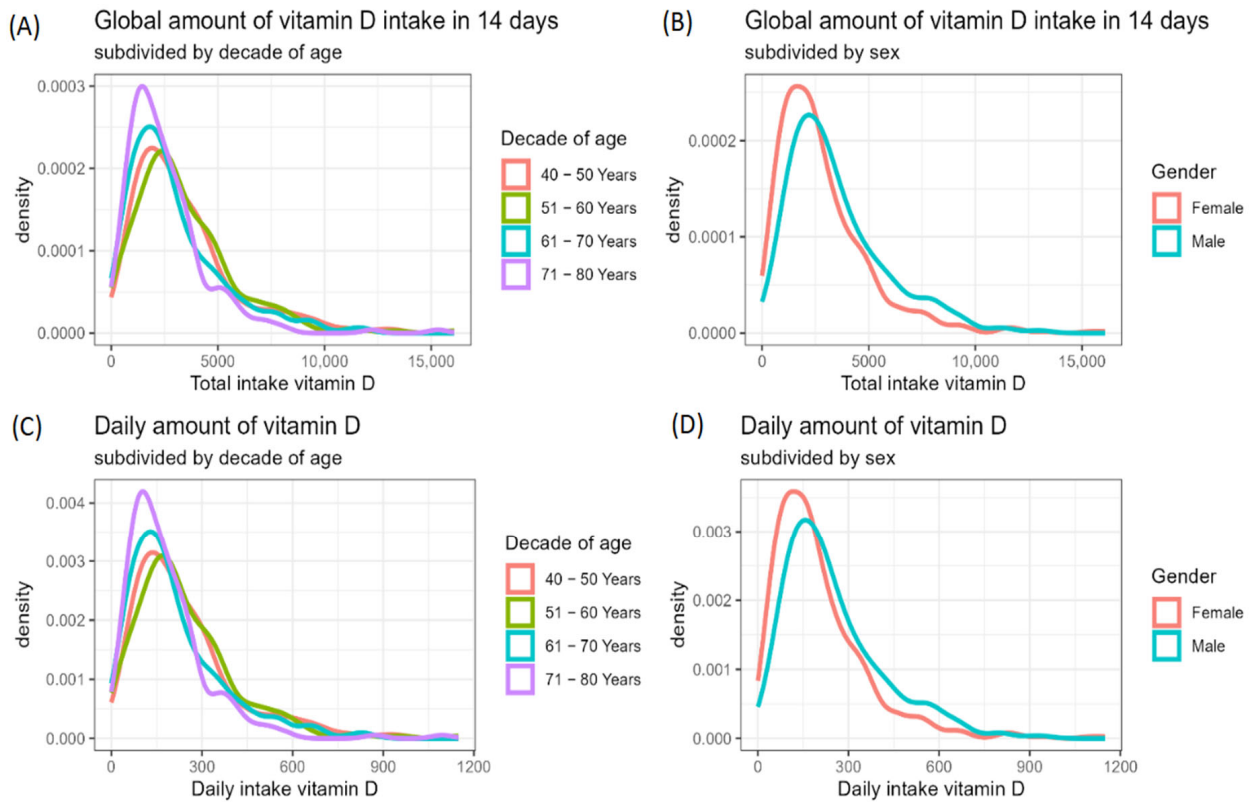 (A)
Global amount of vitamin D intake in 14 days
subdivided by decade of age
0.0003
0.0002
0.0001
0.0000
density
0
5000
10,000
15,000
Total intake vitamin D
Decade of age
40 − 50 Years
51 − 60 Years
61 − 70 Years
71 − 80 Years
(B)
Global amount of vitamin D intake in 14 days
subdivided by sex
0.0002
0.0001
0.0000
density
0
5000
10,000
15,000
Total intake vitamin D
Gender
Female
Male
(C)
Daily amount of vitamin D
subdivided by decade of age
0.004
0.003
0.002
0.001
0.000
density
0
300
600
900
1200
Daily intake vitamin D
Decade of age
40 − 50 Years
51 − 60 Years
61 − 70 Years
71 − 80 Years
(D)
Daily amount of vitamin D
subdivided by sex
0.003
0.002
0.001
0.000
density
0
300
600
900
1200
Daily intake vitamin D
Gender
Female
Male